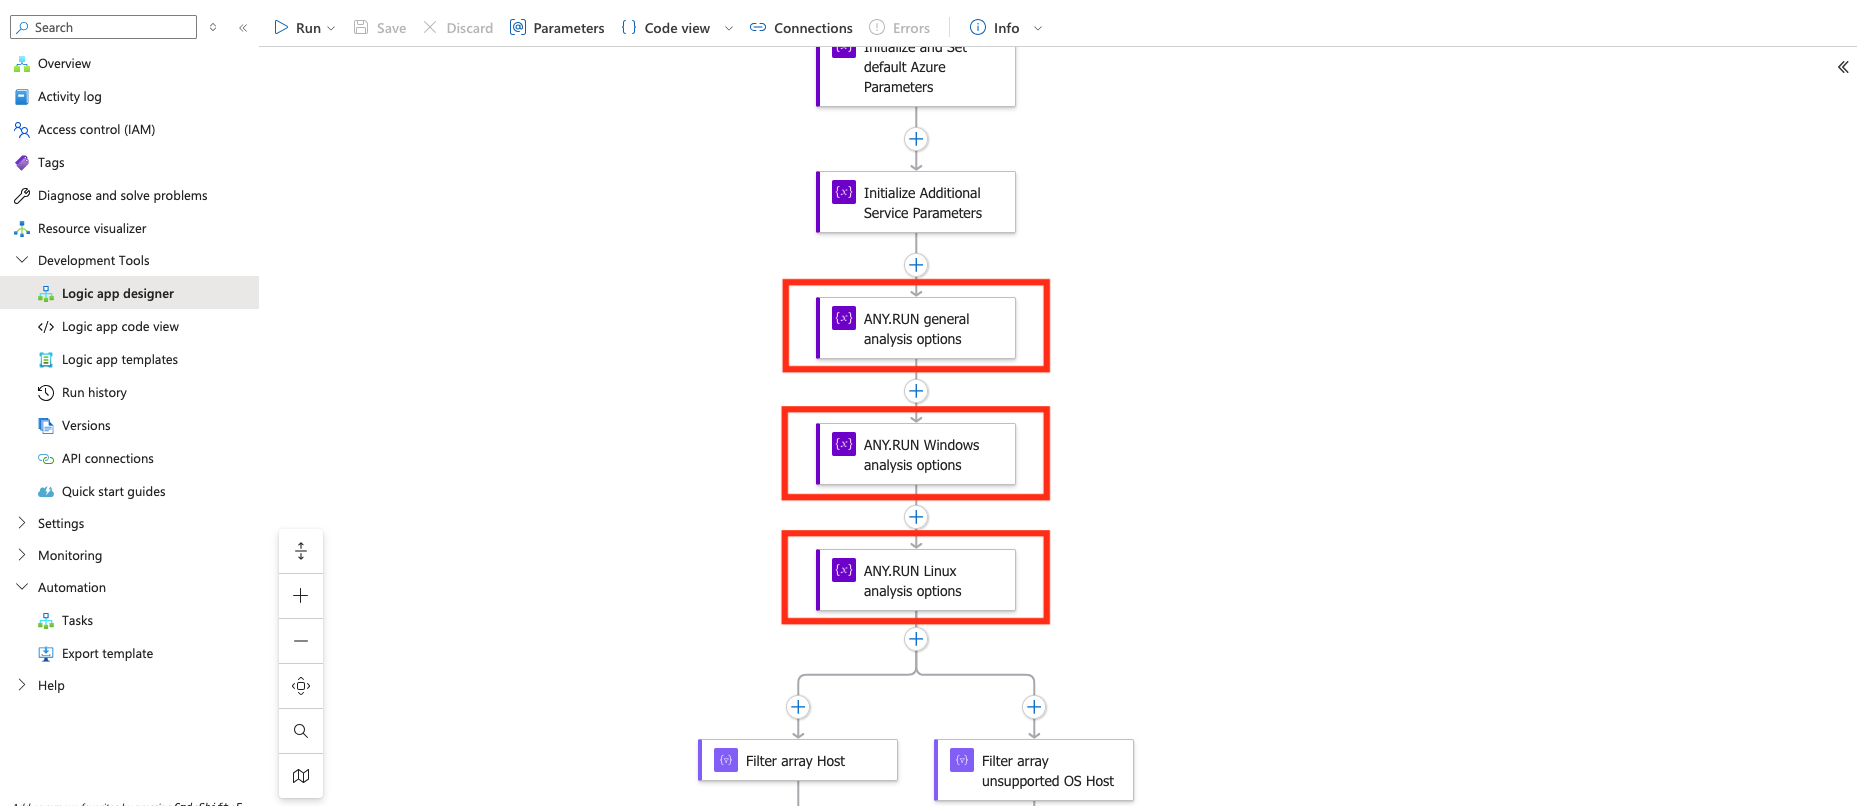 Search
Run
Save
Discard
Parameters
Code view
Connections
Errors
Info
Overview
Activity log
Access control (IAM)
Tags
Diagnose and solve problems
Resource visualizer
Development Tools
Logic app designer
Logic app code view
Logic app templates
Run history
Versions
API connections
Quick start guides
Settings
Monitoring
Automation
Tasks
Export template
Help
Initialize and Set
default Azure
Parameters
Initialize Additional
Service Parameters
ANY.RUN general
analysis options
ANY.RUN Windows
analysis options
ANY.RUN Linux
analysis options
Filter array Host
Filter array
unsupported OS Host